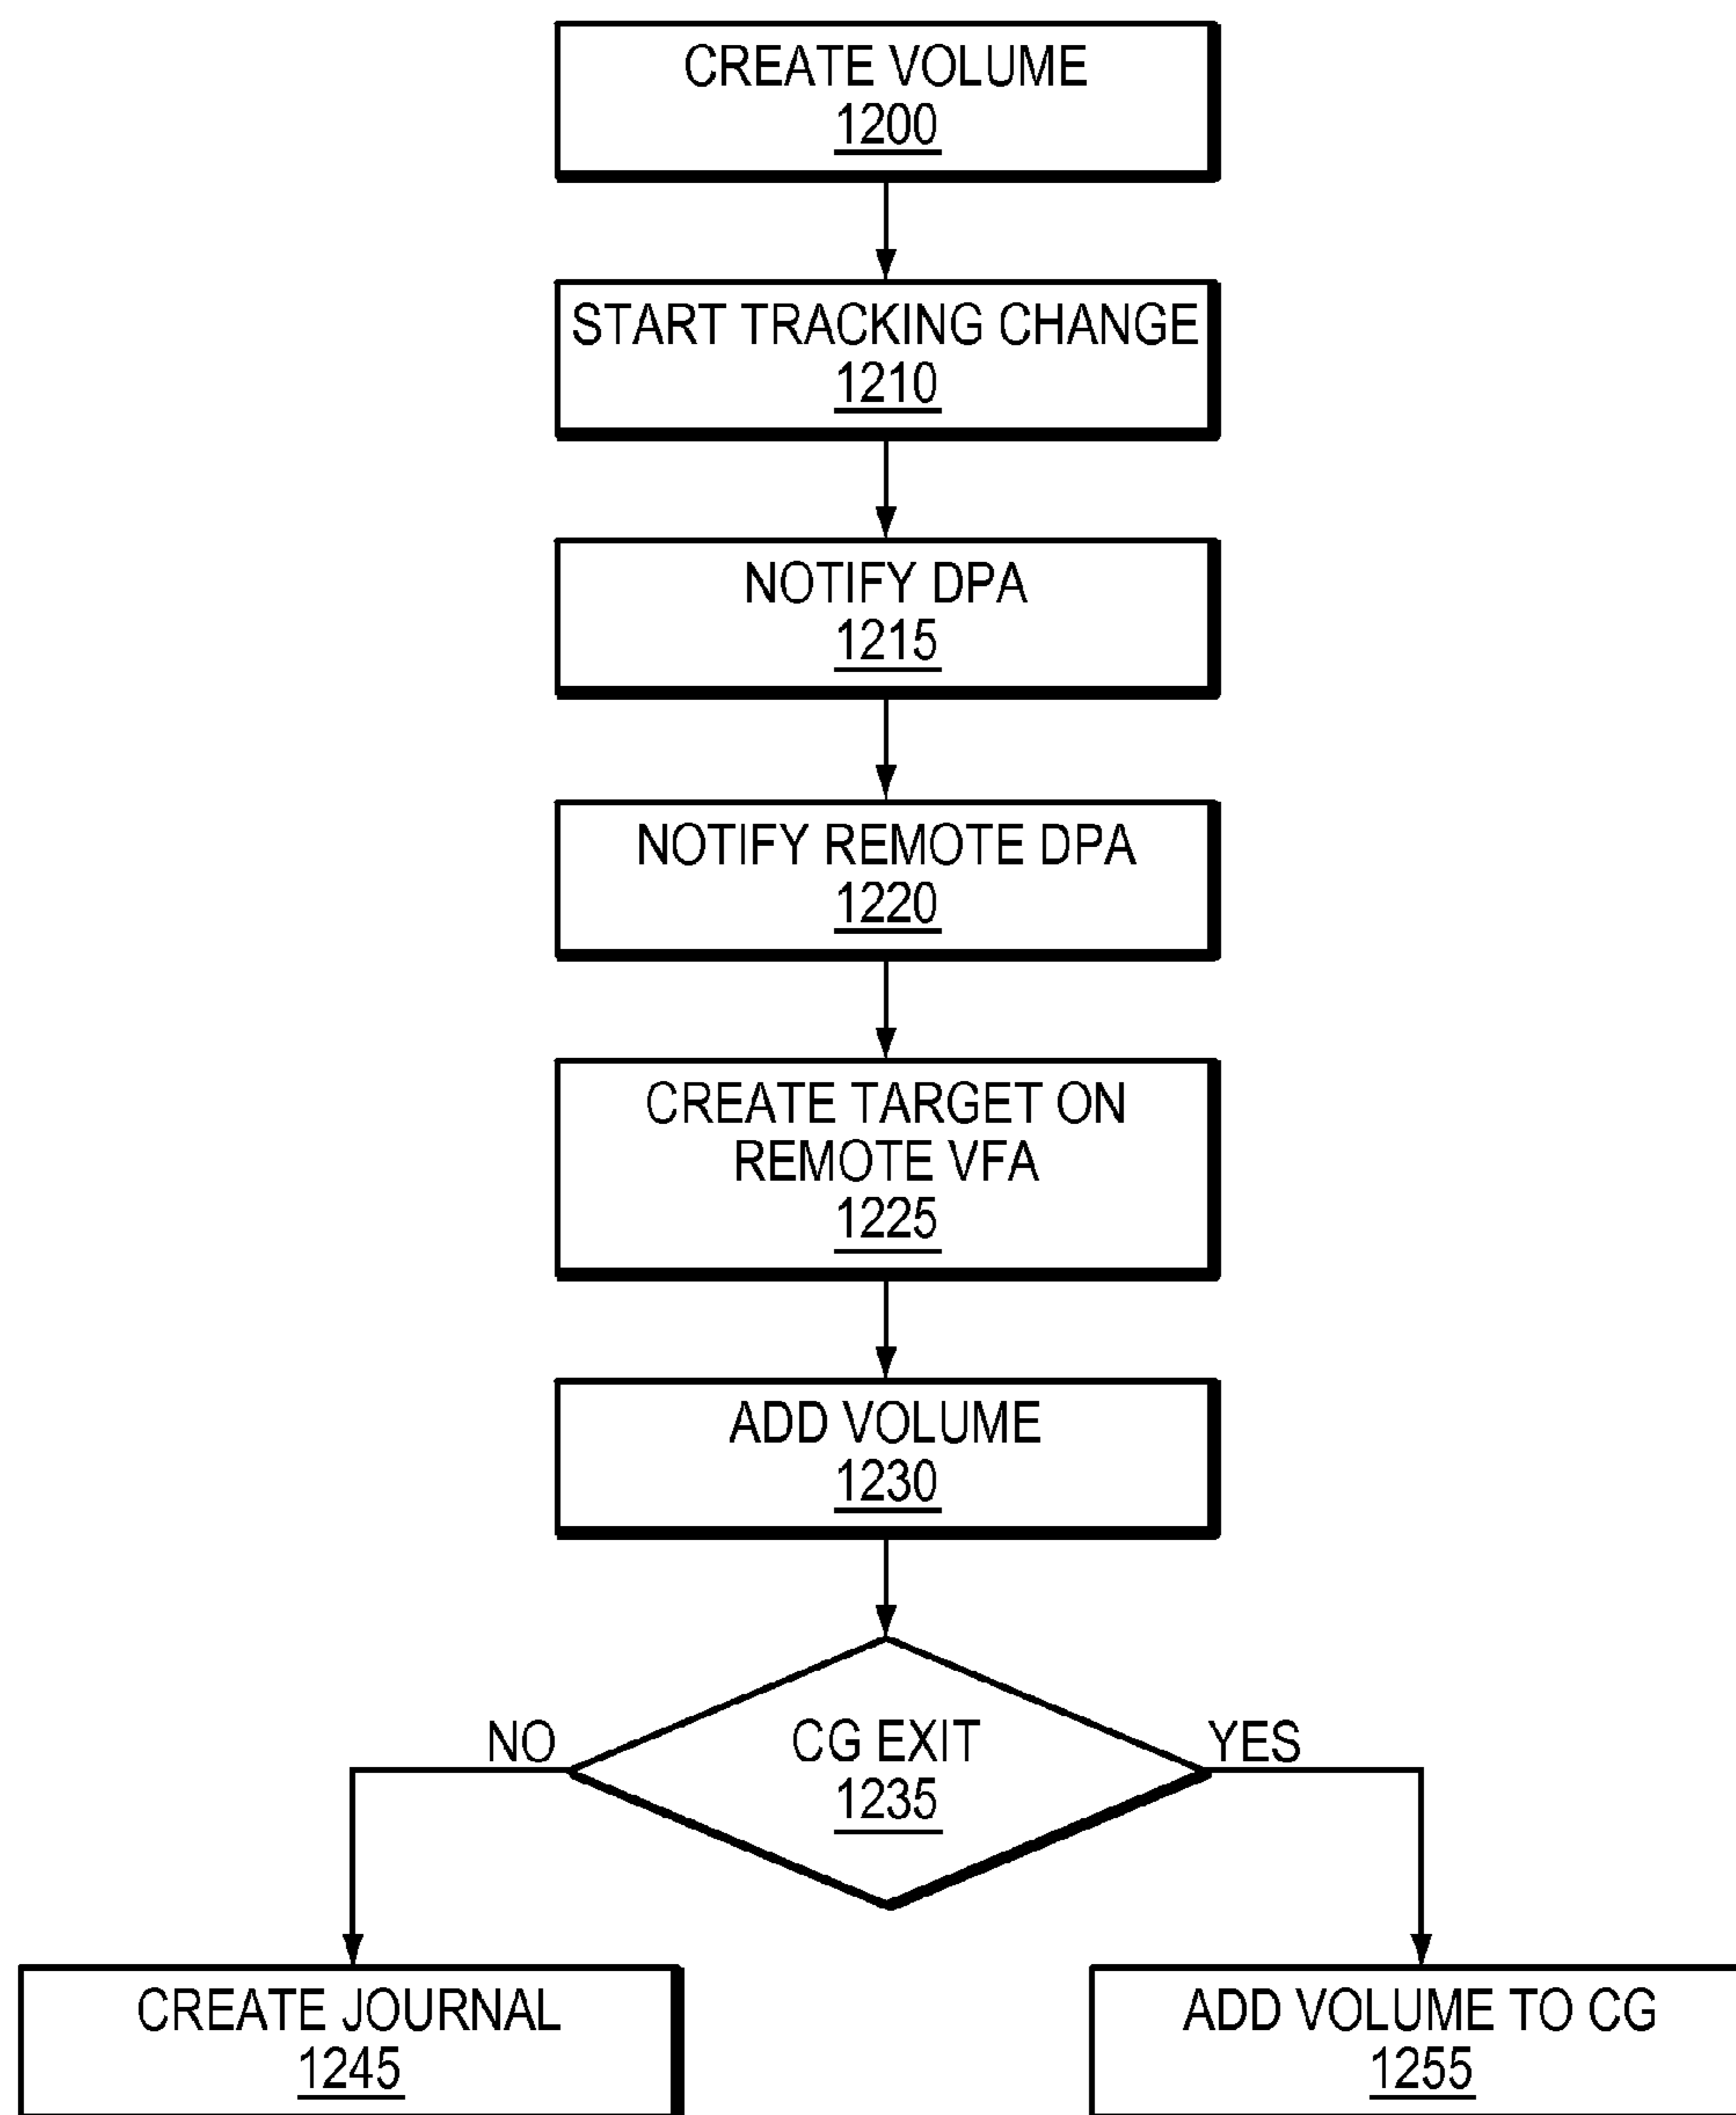 CREATE VOLUME
1200
START TRACKING CHANGE
1210
NOTIFY DPA
1215
NOTIFY REMOTE DPA
1220
CREATE TARGET ON
REMOTE VFA
1225
ADD VOLUME
1230
CG EXIT
1235
NO
YES
CREATE JOURNAL
1245
ADD VOLUME TO CG
1255